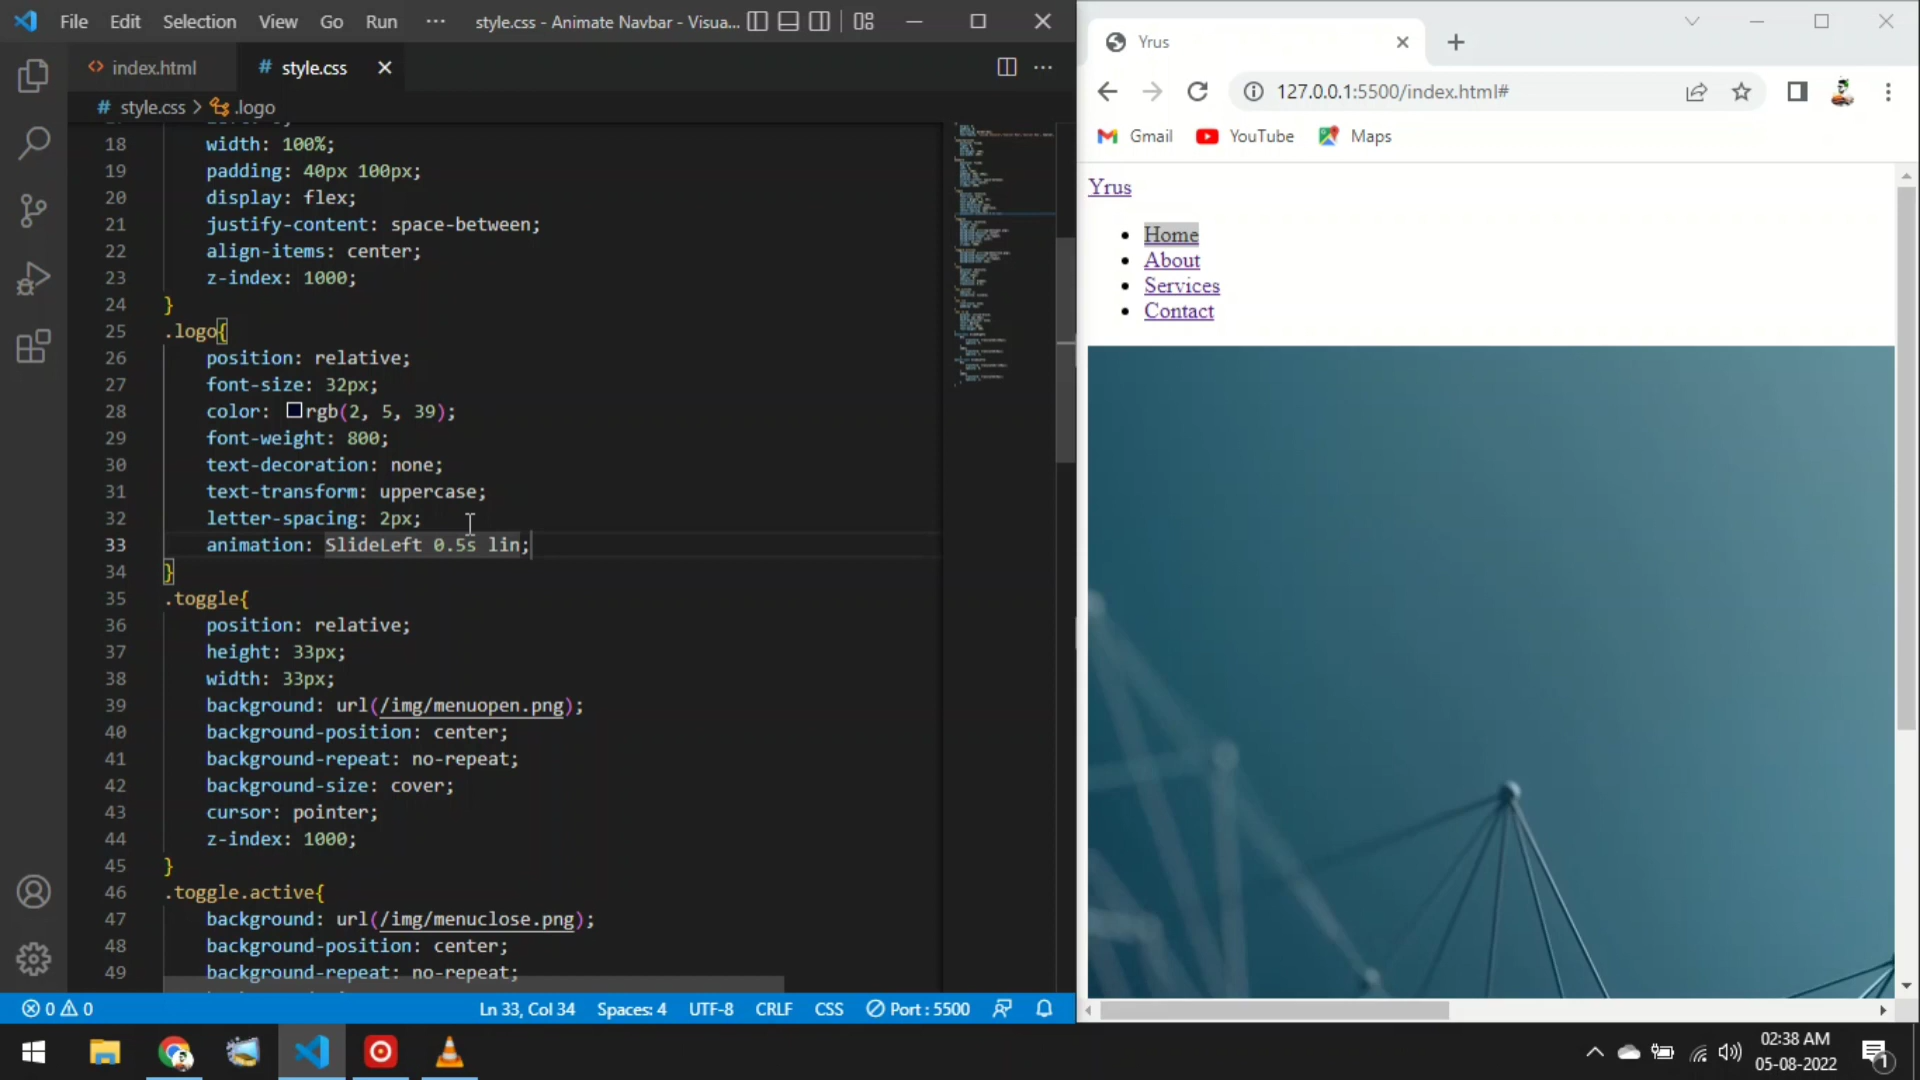 File Edit Selection View Go Run ··· style.css - Animate Navbar - Visua...
index.html
style.css
style.css > .logo
18 width: 100%;
19 padding: 40px 100px;
20 display: flex;
21 justify-content: space-between;
22 align-items: center;
23 z-index: 1000;
24 }
25 .logo{
26 position: relative;
27 font-size: 32px;
28 color: rgb(2, 5, 39);
29 font-weight: 800;
30 text-decoration: none;
31 text-transform: uppercase;
32 letter-spacing: 2px;
33 animation: SlideLeft 0.5s lin;
34 }
35 .toggle{
36 position: relative;
37 height: 33px;
38 width: 33px;
39 background: url(/img/menuopen.png);
40 background-position: center;
41 background-repeat: no-repeat;
42 background-size: cover;
43 cursor: pointer;
44 z-index: 1000;
45 }
46 .toggle.active{
47 background: url(/img/menuclose.png);
48 background-position: center;
49 background-repeat: no-repeat;
0 0
Ln 33, Col 34
Spaces: 4
UTF-8
CRLF
CSS
Port : 5500
Yrus
127.0.0.1:5500/index.html#
Gmail
YouTube
Maps
Yrus
Home
About
Services
Contact
02:38 AM
05-08-2022
1